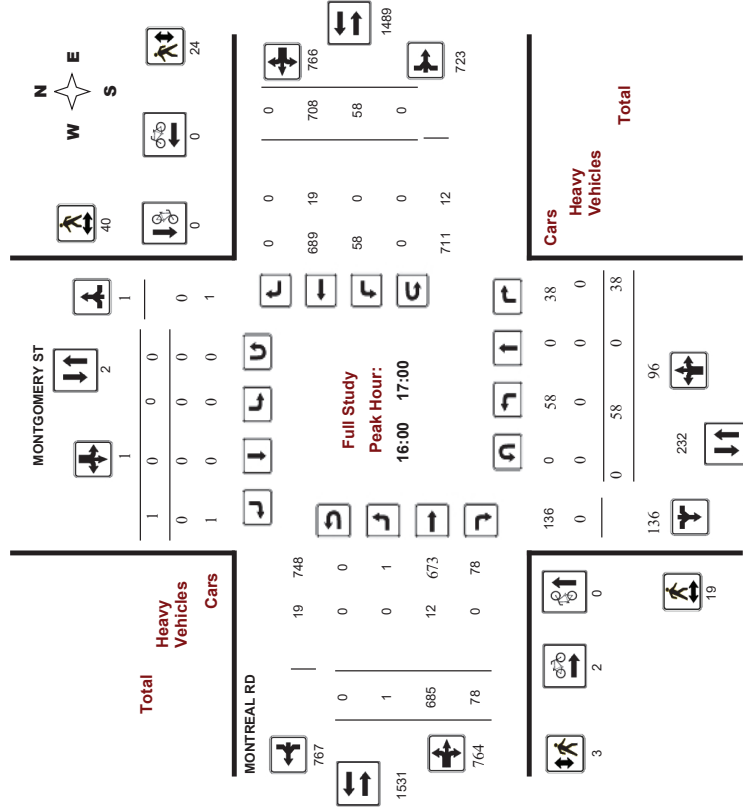 N
W E
S
40
24
0
0
MONTGOMERY ST
2
1
1
1 0 0 0
0 0 0 0 0
1 0 0 0 1
Total
Heavy
Vehicles
Cars
MONTREAL RD
767
1531
764
19 748
0 0 0
1 0 1
685 12 673
78 0 78
Full Study
Peak Hour:
16:00 17:00
0 0 0
689 19 708
58 0 58
0 0 0
711 12
766
1489
723
136 0 58 0 38
0 0 0 0 0
0 58 0 38
136
232
96
Cars
Heavy
Vehicles
Total
3
2
0
19